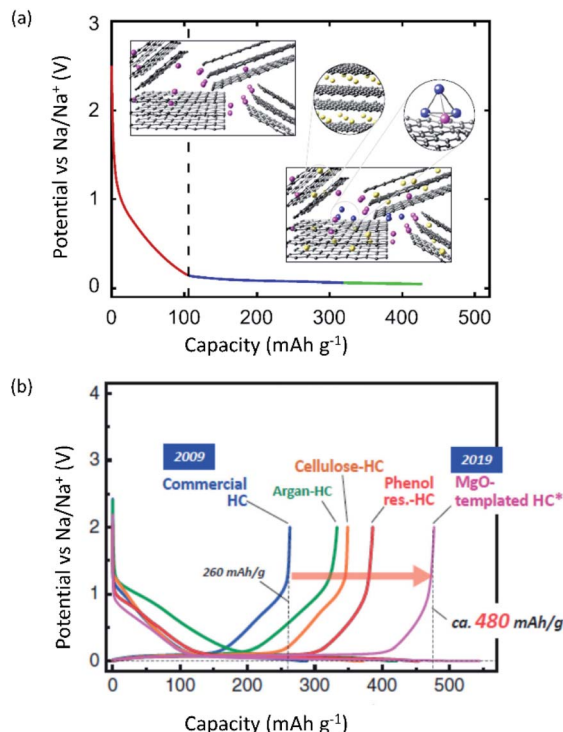 (a)
3
2
1
0
Potential vs Na/Na⁺ (V)
0 100 200 300 400 500
Capacity (mAh g⁻¹)
(b)
4
3
2
1
0
Potential vs Na/Na⁺ (V)
2009
Commercial
HC
Argan-HC
Cellulose-HC
Phenol
res.-HC
2019
MgO-
templated HC*
260 mAh/g
ca. 480 mAh/g
0 100 200 300 400 500
Capacity (mAh g⁻¹)